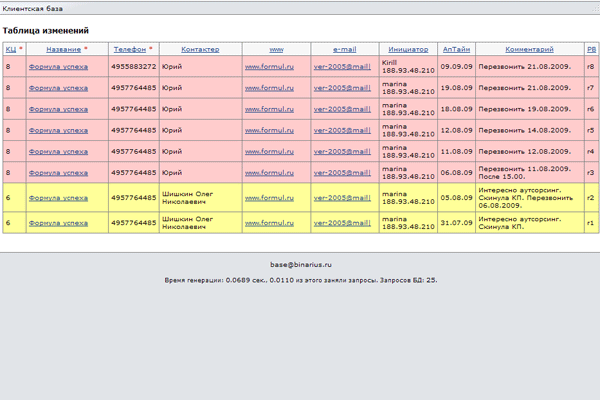 Клиентская база
Таблица изменений
КЦ * Название * Телефон * Контактер www e-mail Инициатор АпТайм Комментарий РВ
8 Формула успеха 4955883272 Юрий www.formul.ru ver-2005@mail| Kirill 188.93.48.210 09.09.09 Перезвонить 21.08.2009. r8
8 Формула успеха 4957764485 Юрий www.formul.ru ver-2005@mail| marina 188.93.48.210 19.08.09 Перезвонить 21.08.2009. r7
8 Формула успеха 4957764485 Юрий www.formul.ru ver-2005@mail| marina 188.93.48.210 18.08.09 Перезвонить 19.08.2009. r6
8 Формула успеха 4957764485 Юрий www.formul.ru ver-2005@mail| marina 188.93.48.210 12.08.09 Перезвонить 14.08.2009. r5
8 Формула успеха 4957764485 Юрий www.formul.ru ver-2005@mail| marina 188.93.48.210 11.08.09 Перезвонить 12.08.2009. r4
8 Формула успеха 4957764485 Юрий www.formul.ru ver-2005@mail| marina 188.93.48.210 06.08.09 Перезвонить 11.08.2009. После 15.00. r3
6 Формула успеха 4957764485 Шишкин Олег Николаевич www.formul.ru ver-2005@mail| marina 188.93.48.210 05.08.09 Интересно аутсорсинг. Скинула КП. Перезвонить 06.08.2009. r2
6 Формула успеха 4957764485 Шишкин Олег Николаевич www.formul.ru ver-2005@mail| marina 188.93.48.210 31.07.09 Интересно аутсорсинг. Скинула КП. r1
base@binarius.ru
Время генерации: 0.0689 сек., 0.0110 из этого заняли запросы. Запросов БД: 25.